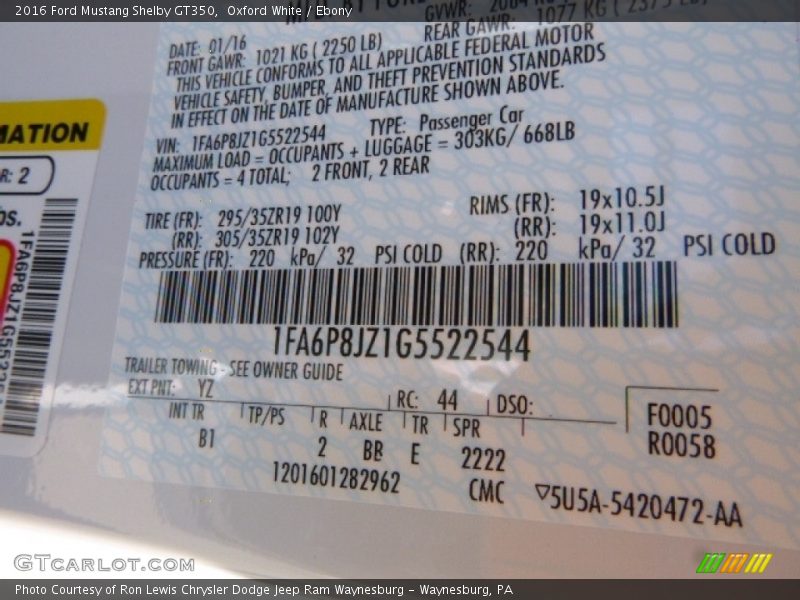 2016 Ford Mustang Shelby GT350, Oxford White / Ebony
GVWR:
REAR GAWR: 1077 KG
DATE: 01/16
FRONT GAWR: 1021 KG ( 2250 LB)
THIS VEHICLE CONFORMS TO ALL APPLICABLE FEDERAL MOTOR
VEHICLE SAFETY, BUMPER, AND THEFT PREVENTION STANDARDS
IN EFFECT ON THE DATE OF MANUFACTURE SHOWN ABOVE.
VIN: 1FA6P8JZ1G5522544 TYPE: Passenger Car
MAXIMUM LOAD = OCCUPANTS + LUGGAGE = 303KG/ 668LB
OCCUPANTS = 4 TOTAL; 2 FRONT, 2 REAR
TIRE (FR): 295/35ZR19 100Y RIMS (FR): 19x10.5J
(RR): 305/35ZR19 102Y (RR): 19x11.0J
PRESSURE (FR): 220 kPa/ 32 PSI COLD (RR): 220 kPa/ 32 PSI COLD
1FA6P8JZ1G5522544
TRAILER TOWING - SEE OWNER GUIDE
EXT PNT: YZ RC: 44 DSO:
INT TR TP/PS R AXLE TR SPR
B1 2 BB E 2222
F0005
R0058
1201601282962 CMC ▽5U5A-5420472-AA
MATION
R: 2
bs.
GTCARLOT.COM
Photo Courtesy of Ron Lewis Chrysler Dodge Jeep Ram Waynesburg - Waynesburg, PA